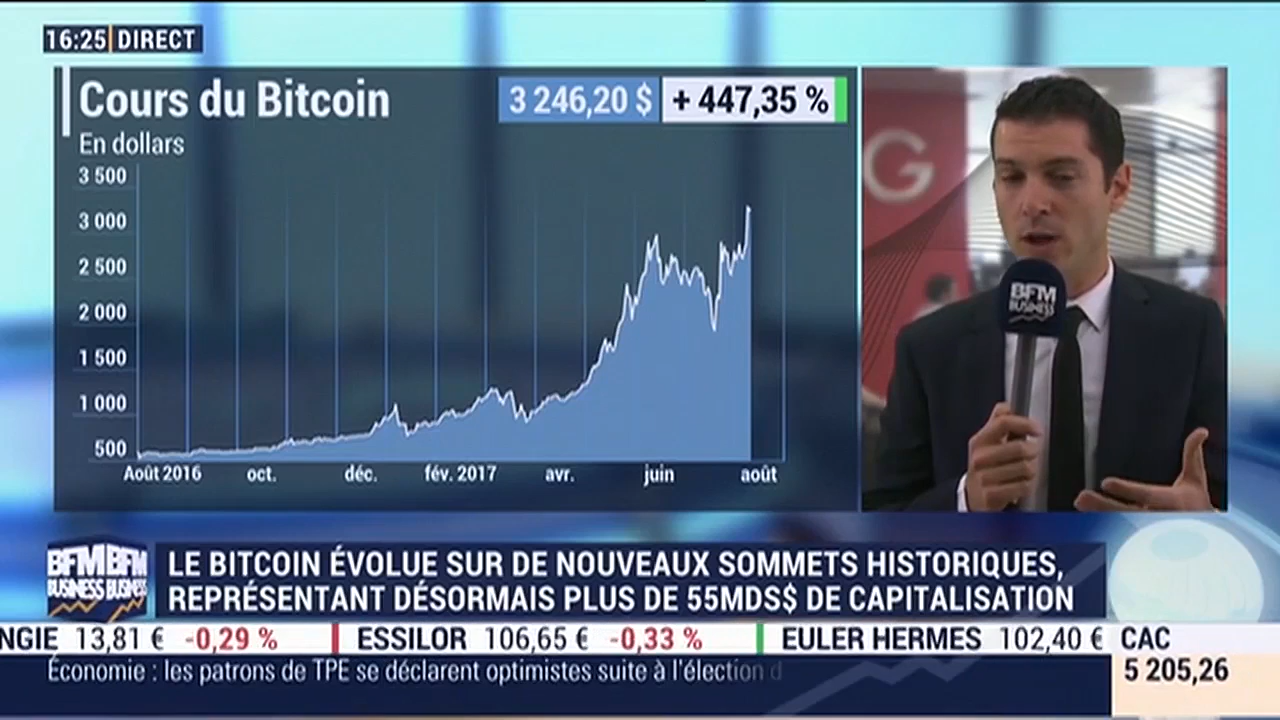 16:25 DIRECT
Cours du Bitcoin
3 246,20 $ + 447,35 %
En dollars
3 500
3 000
2 500
2 000
1 500
1 000
500
Août 2016 oct. déc. fév. 2017 avr. juin août
G
BFM
BUSINESS
BFM BFM
BUSINESS BUSINESS
LE BITCOIN ÉVOLUE SUR DE NOUVEAUX SOMMETS HISTORIQUES,
REPRÉSENTANT DÉSORMAIS PLUS DE 55MDS$ DE CAPITALISATION
NGIE 13,81 € -0,29 % ESSILOR 106,65 € -0,33 % EULER HERMES 102,40 € CAC
5 205,26
Économie : les patrons de TPE se déclarent optimistes suite à l'élection d